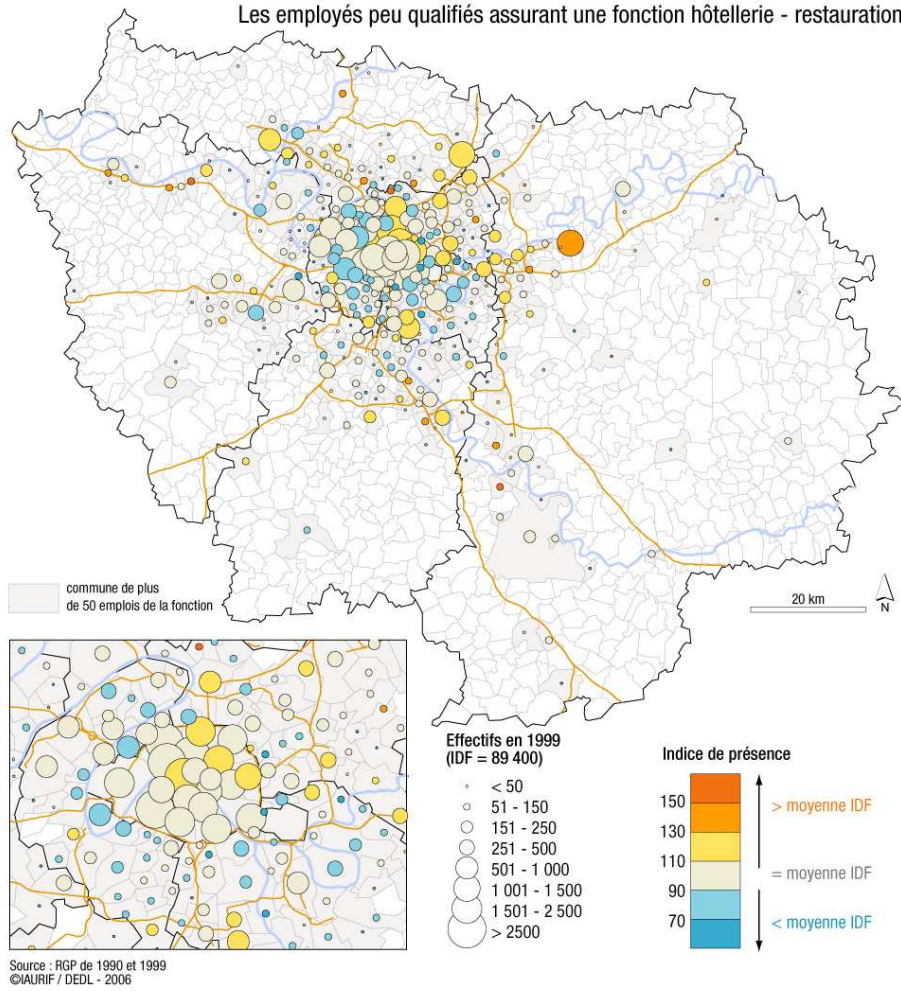 Les employés peu qualifiés assurant une fonction hôtellerie - restauration
commune de plus
de 50 emplois de la fonction
20 km
N
Effectifs en 1999
(IDF = 89 400)
< 50
51 - 150
151 - 250
251 - 500
501 - 1 000
1 001 - 1 500
1 501 - 2 500
> 2500
Indice de présence
150
130
110
90
70
> moyenne IDF
= moyenne IDF
< moyenne IDF
Source : RGP de 1990 et 1999
©IAURIF / DEDL - 2006